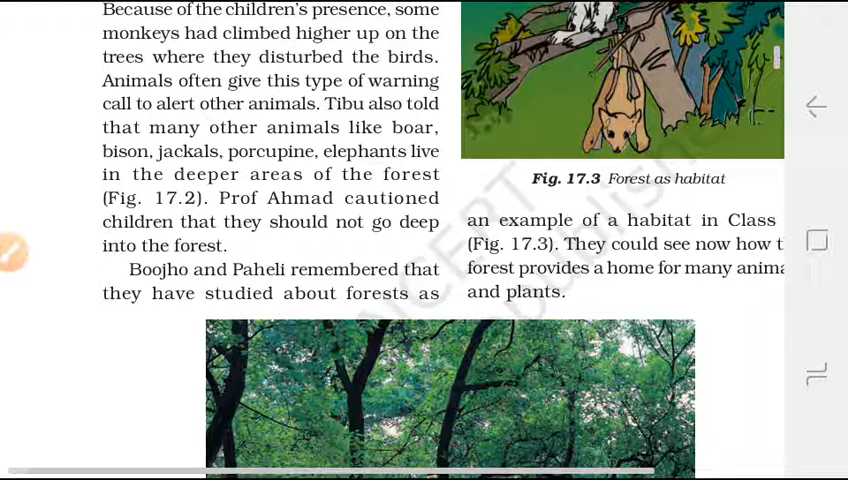 Because of the children's presence, some
monkeys had climbed higher up on the
trees where they disturbed the birds.
Animals often give this type of warning
call to alert other animals. Tibu also told
that many other animals like boar,
bison, jackals, porcupine, elephants live
in the deeper areas of the forest
(Fig. 17.2). Prof Ahmad cautioned
children that they should not go deep
into the forest.
Boojho and Paheli remembered that
they have studied about forests as
Fig. 17.3 Forest as habitat
an example of a habitat in Class
(Fig. 17.3). They could see now how
forest provides a home for many
and plants.